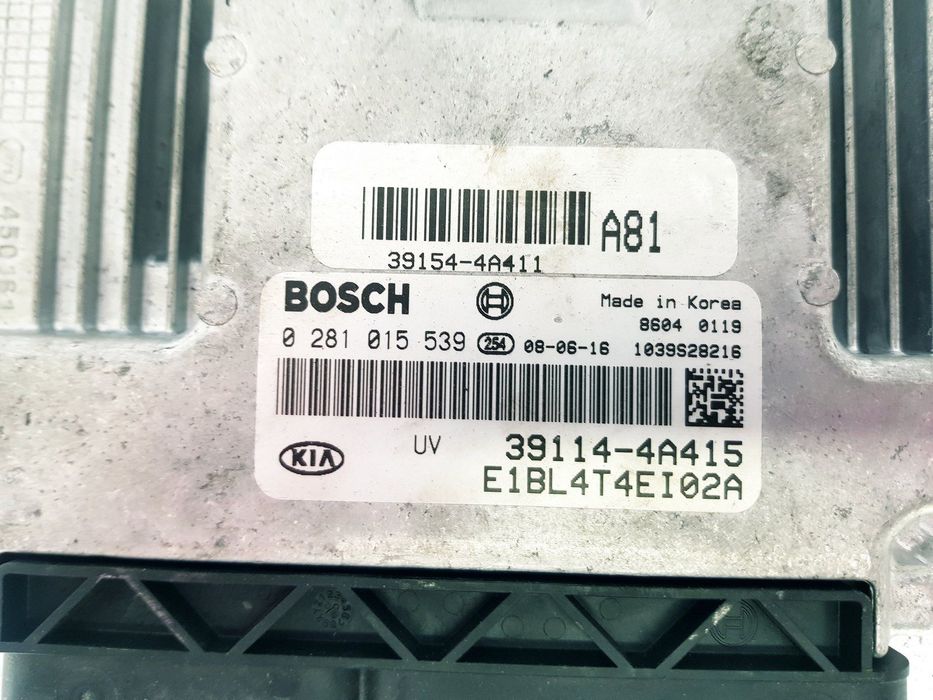 A81
39154-4A411
BOSCH
Made in Korea
8604 0119
0 281 015 539 254 08-06-16 1039S28216
KIA UV 39114-4A415
E1BL4T4EI02A